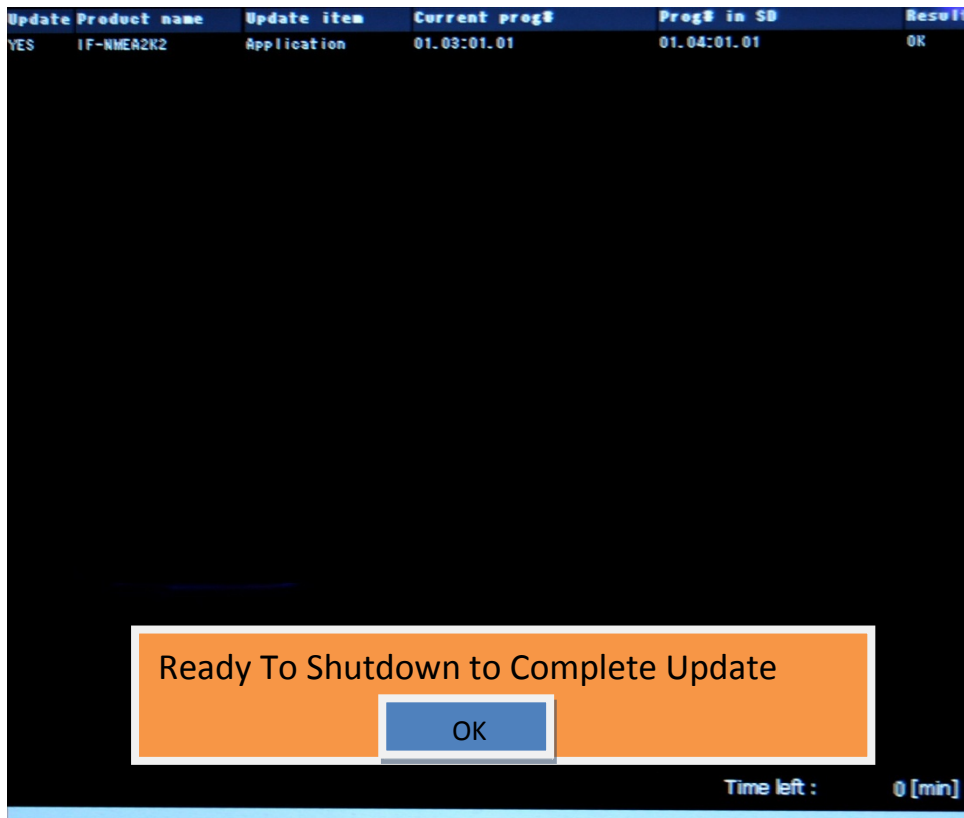 Update Product name Update item Current prog# Prog# in SD Resul
YES IF-NMEA2K2 Application 01.03:01.01 01.04:01.01 OK
Ready To Shutdown to Complete Update
OK
Time left : 0 [min]